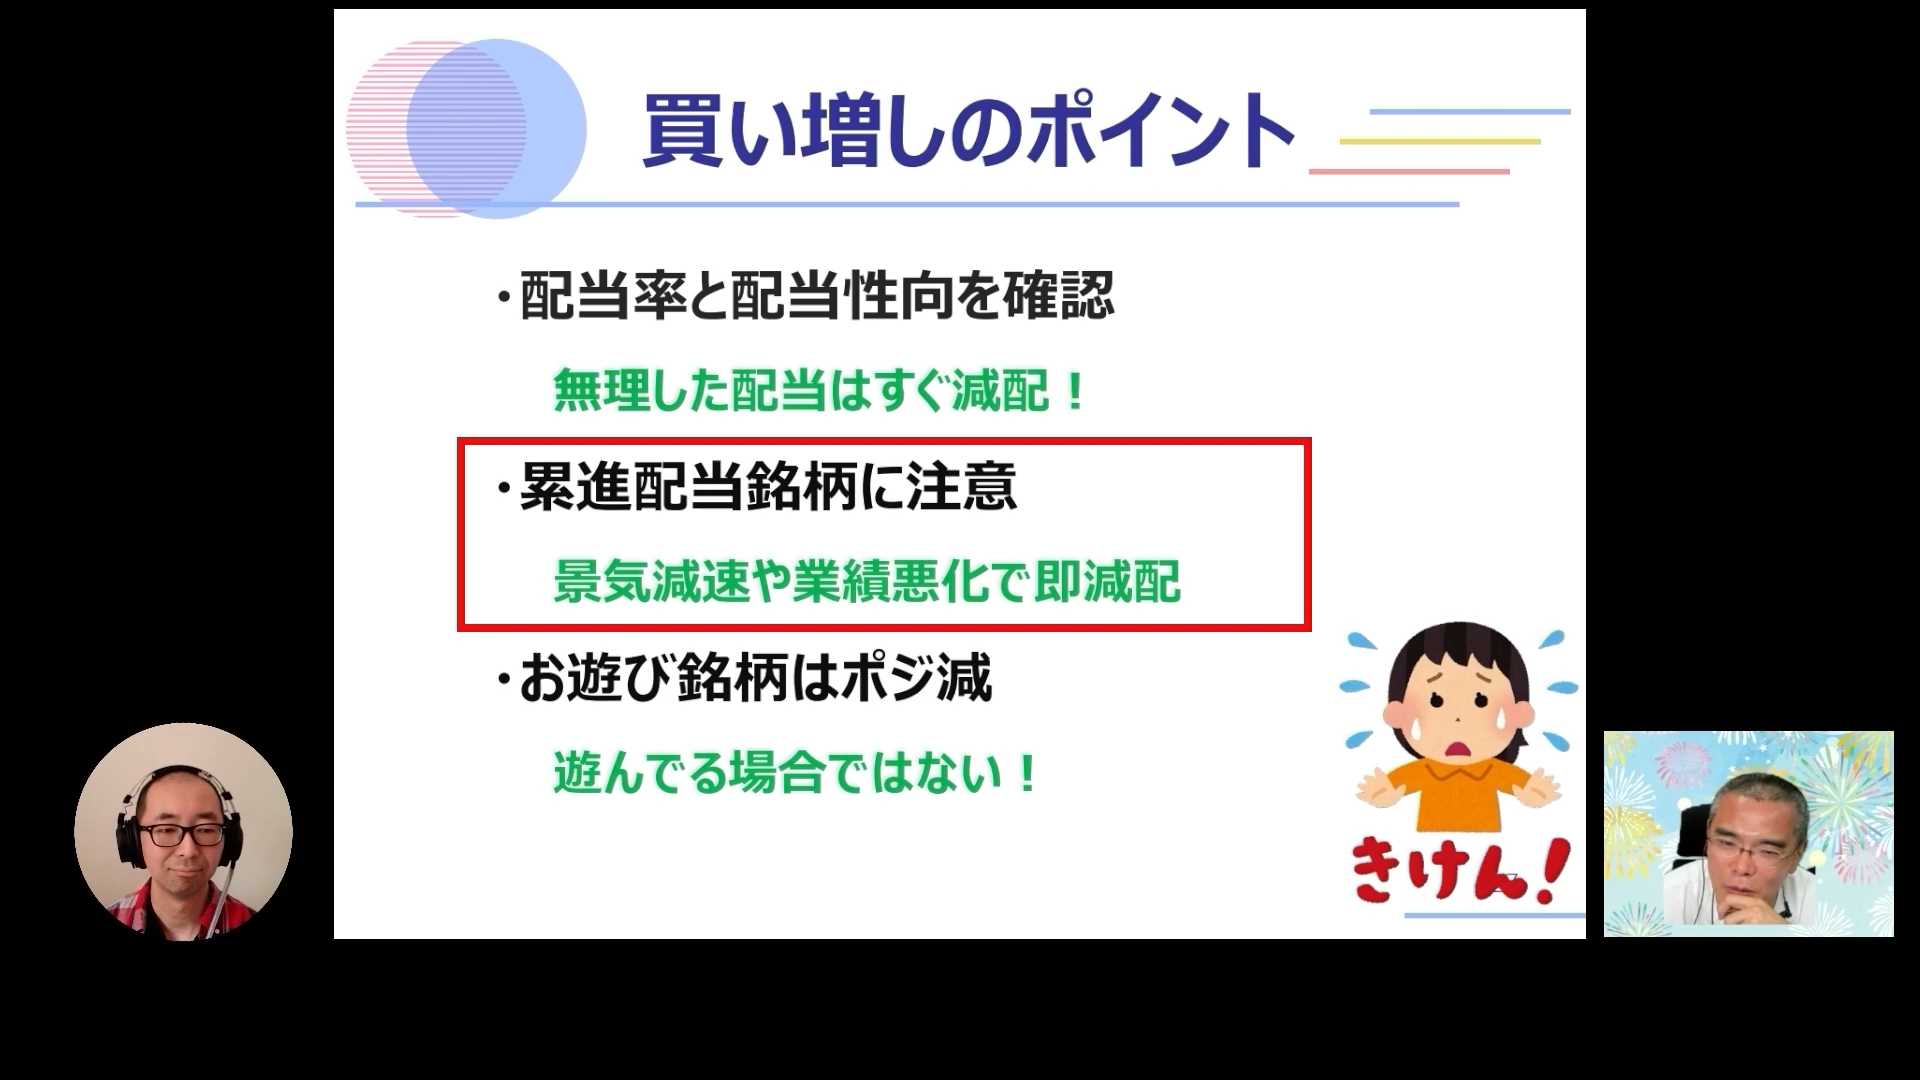 買い増しのポイント
・配当率と配当性向を確認
無理した配当はすぐ減配！
・累進配当銘柄に注意
景気減速や業績悪化で即減配
・お遊び銘柄はポジ減
遊んでる場合ではない！
きけん！